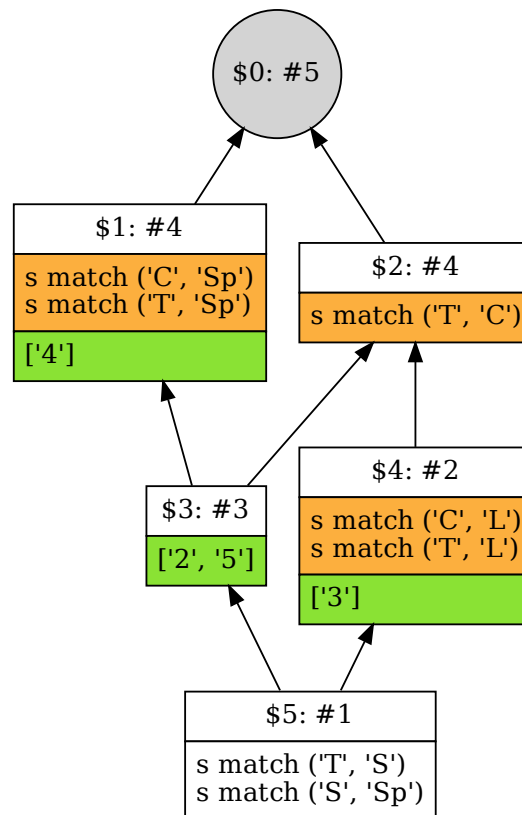 $0: #5
$1: #4
s match ('C', 'Sp')
s match ('T', 'Sp')
['4']
$2: #4
s match ('T', 'C')
$3: #3
['2', '5']
$4: #2
s match ('C', 'L')
s match ('T', 'L')
['3']
$5: #1
s match ('T', 'S')
s match ('S', 'Sp')